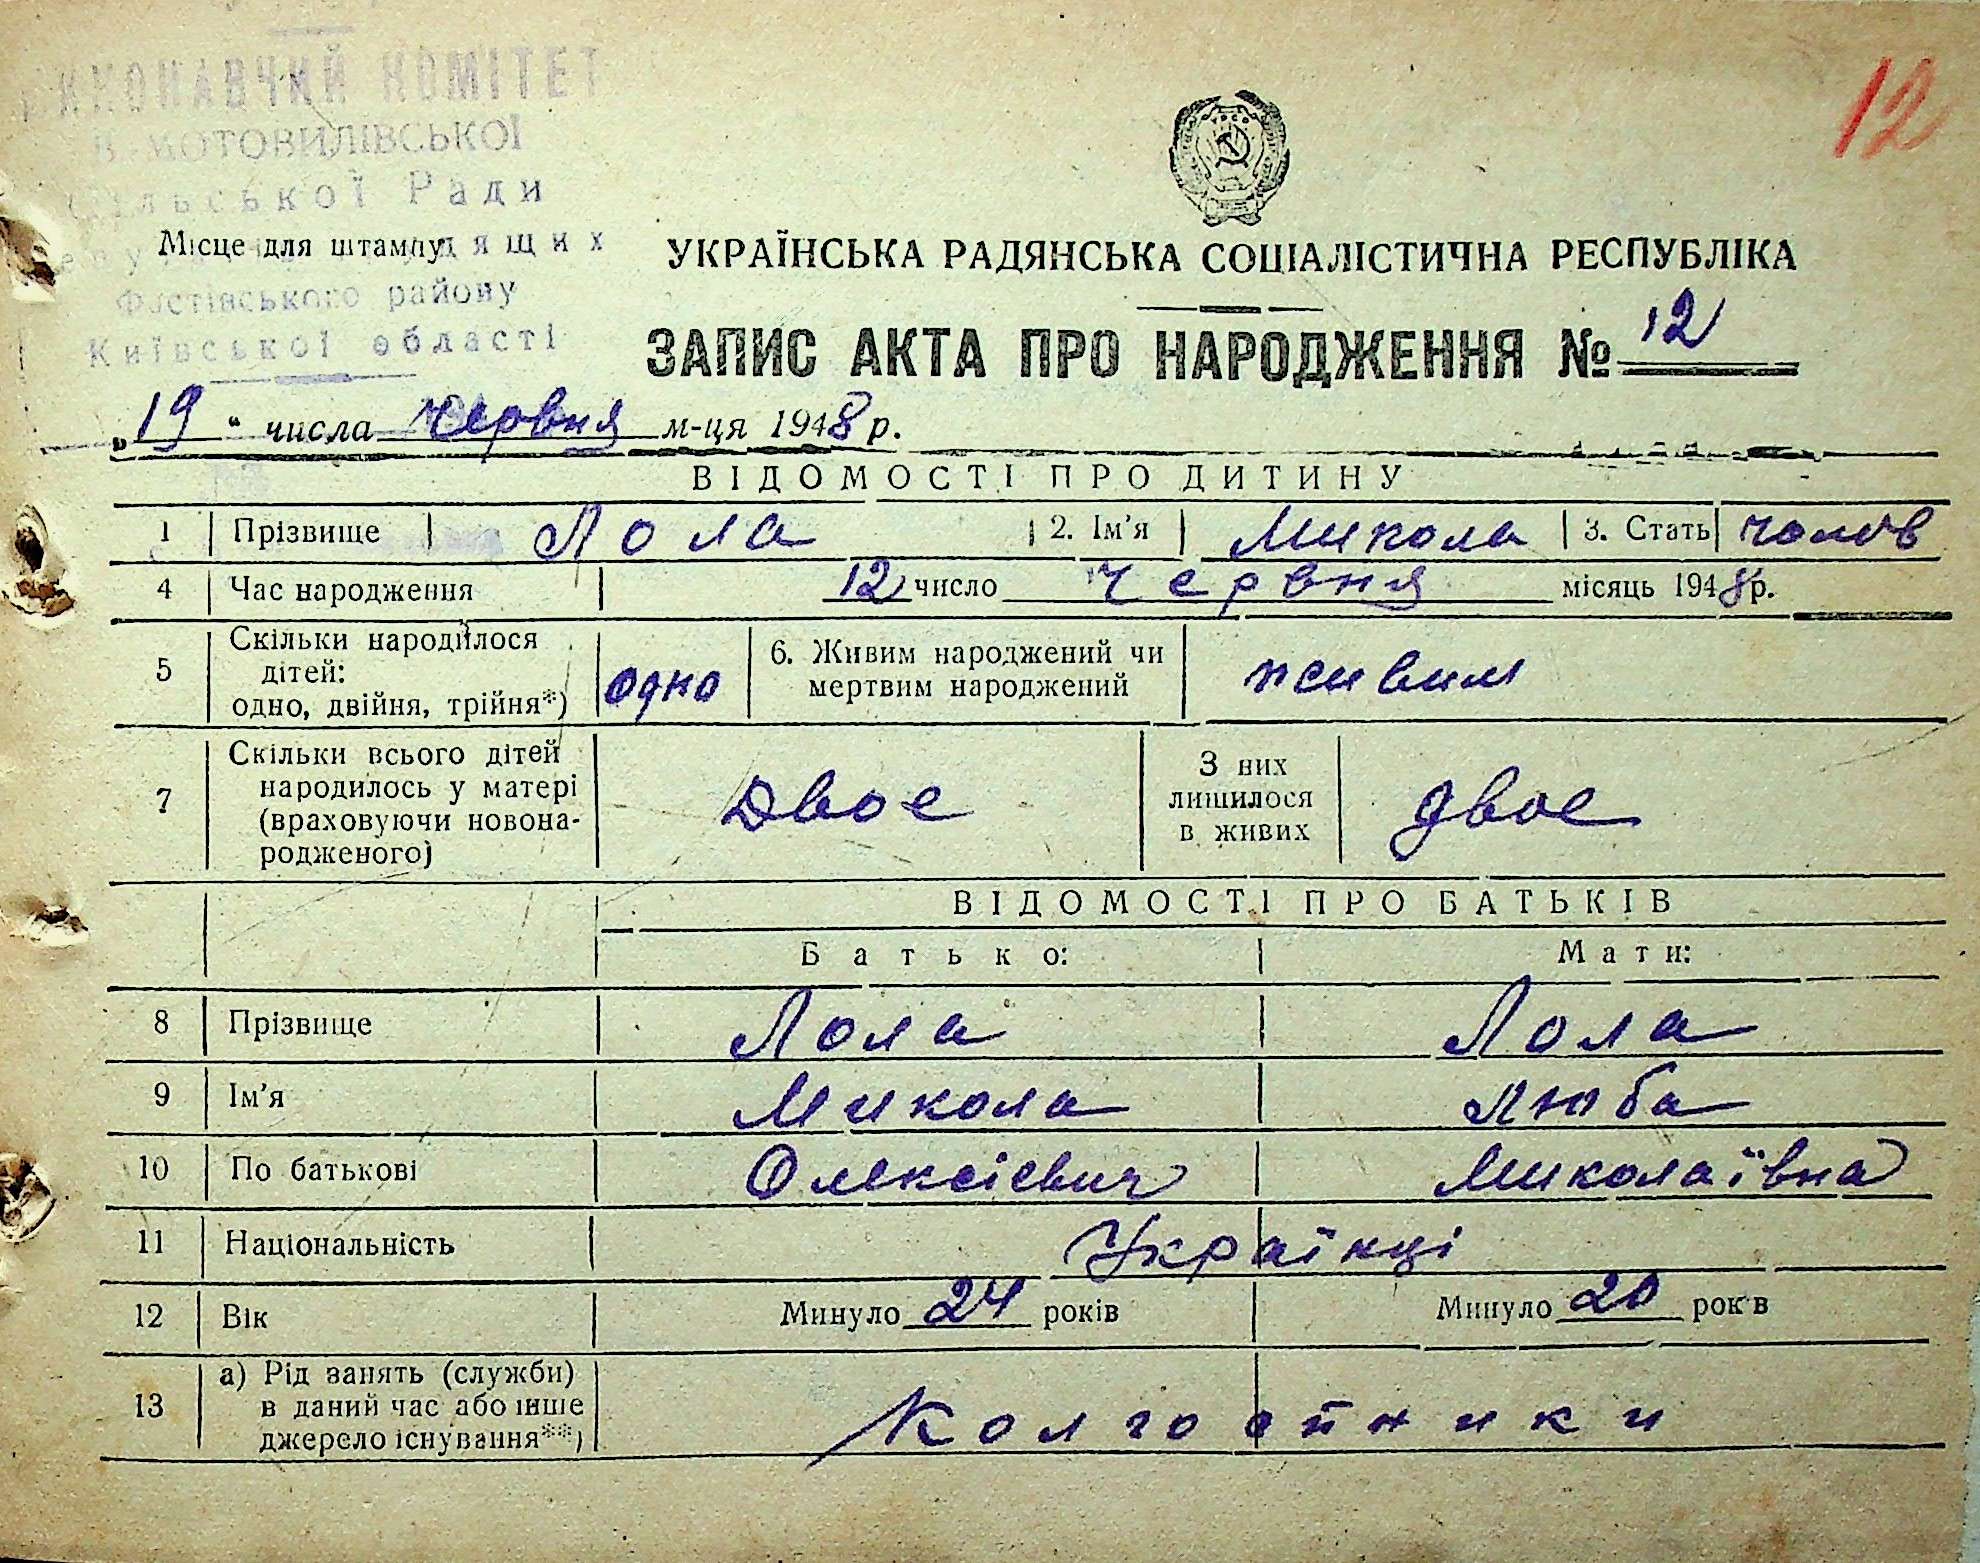 12
ВИКОНАВЧИЙ КОМІТЕТ
В. МОТОВИЛІВСЬКОЇ
Сільської Ради
Місце для штампу
Фастівського району
Київської області
УКРАЇНСЬКА РАДЯНСЬКА СОЦІАЛІСТИЧНА РЕСПУБЛІКА
ЗАПИС АКТА ПРО НАРОДЖЕННЯ № 12
„19“ числа червня м-ця 1948 р.
ВІДОМОСТІ ПРО ДИТИНУ
1 Прізвище Лола 2. Ім'я Микола 3. Стать чолов
4 Час народження 12 число червня місяць 1948 р.
5 Скільки народилося дітей: одно, двійня, трійня*) одно 6. Живим народжений чи мертвим народжений живим
7 Скільки всього дітей народилось у матері (враховуючи новонародженого) Двое З них лишилося в живих двое
ВІДОМОСТІ ПРО БАТЬКІВ
Батько: Мати:
8 Прізвище Лола Лола
9 Ім'я Микола Люба
10 По батькові Олексієвич Миколаївна
11 Національність Українці
12 Вік Минуло 24 років Минуло 20 років
13 а) Рід занять (служби) в даний час або інше джерело існування**) Колгоспники